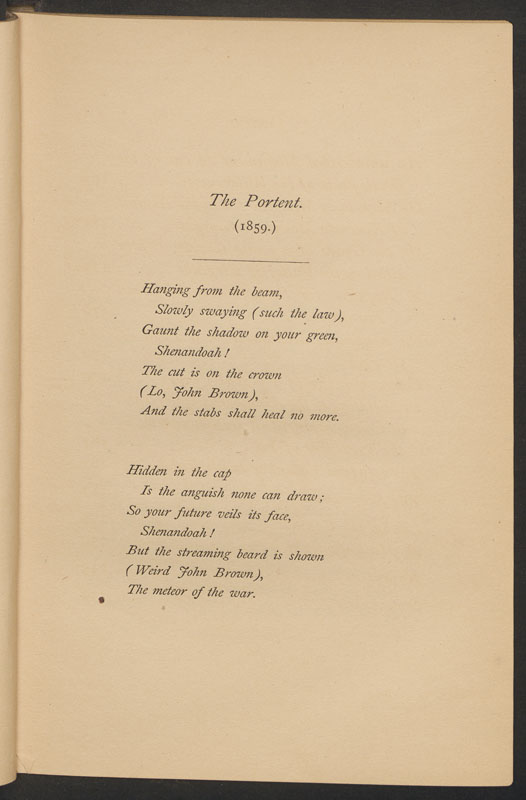 The Portent.
(1859.)
Hanging from the beam,
Slowly swaying (such the law),
Gaunt the shadow on your green,
Shenandoah!
The cut is on the crown
(Lo, John Brown),
And the stabs shall heal no more.
Hidden in the cap
Is the anguish none can draw;
So your future veils its face,
Shenandoah!
But the streaming beard is shown
(Weird John Brown),
The meteor of the war.